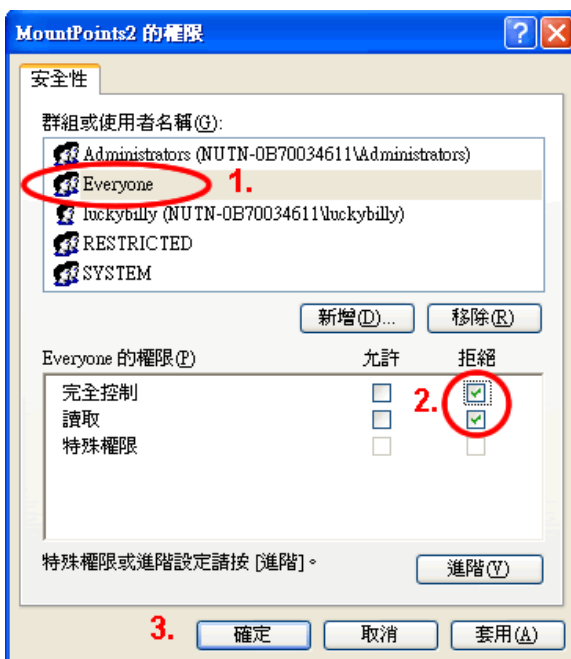 MountPoints2 的權限
安全性
群組或使用者名稱(G):
Administrators (NUTN-0B70034611\Administrators)
Everyone 1.
luckybilly (NUTN-0B70034611\luckybilly)
RESTRICTED
SYSTEM
新增(D)... 移除(R)
Everyone 的權限(P) 允許 拒絕
完全控制 2.
讀取
特殊權限
特殊權限或進階設定請按 [進階]。 進階(V)
3. 確定 取消 套用(A)